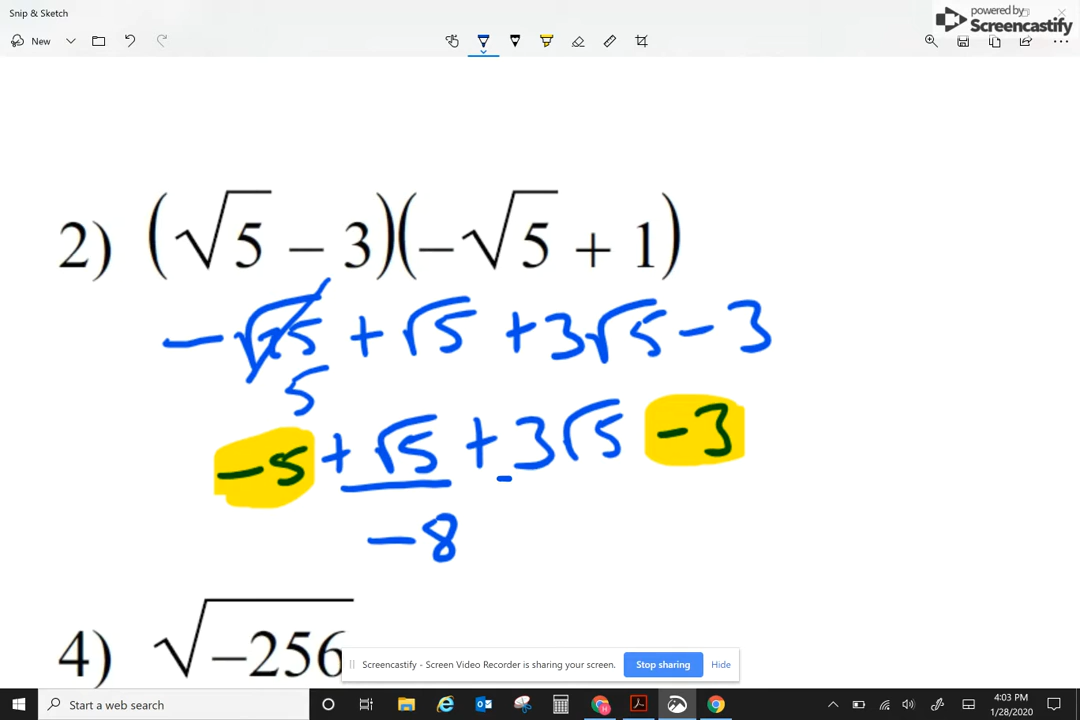 Snip & Sketch
powered by
Screencastify
New
2) (√5 − 3)(−√5 + 1)
−√25 + √5 + 3√5 − 3
5
−5 + √5 + 3√5 −3
−8
4) √−256
Screencastify - Screen Video Recorder is sharing your screen. Stop sharing Hide
Start a web search
4:03 PM
1/28/2020